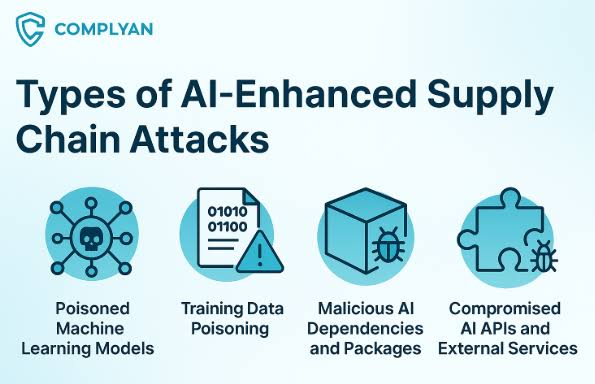 COMPLYAN
Types of AI-Enhanced Supply
Chain Attacks
01010
01100
Poisoned
Machine
Learning Models
Training Data
Poisoning
Malicious AI
Dependencies
and Packages
Compromised
AI APIs and
External Services